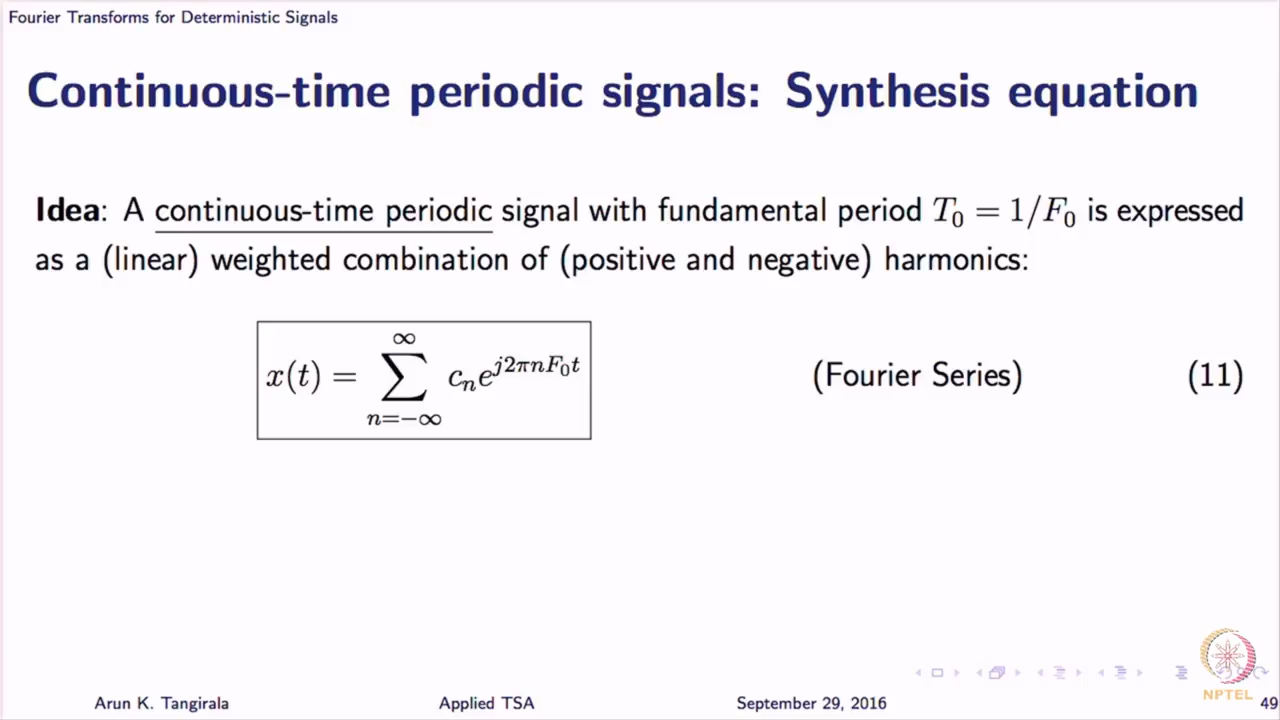 Fourier Transforms for Deterministic Signals
Continuous-time periodic signals: Synthesis equation
Idea: A continuous-time periodic signal with fundamental period T₀ = 1/F₀ is expressed
as a (linear) weighted combination of (positive and negative) harmonics:
x(t) = ∑_{n=−∞}^{∞} cₙe^{j2πnF₀t} (Fourier Series) (11)
NPTEL
Arun K. Tangirala Applied TSA September 29, 2016 49